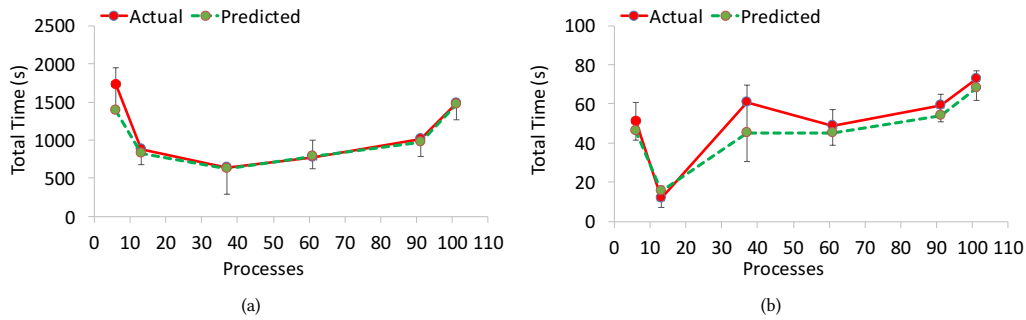 Actual Predicted
2500
2000
1500
1000
500
0
Total Time (s)
0 10 20 30 40 50 60 70 80 90 100 110
Processes
(a)
Actual Predicted
100
80
60
40
20
0
Total Time (s)
0 10 20 30 40 50 60 70 80 90 100 110
Processes
(b)